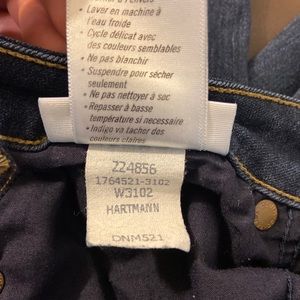 • Laver en machine à
l'eau froide
• Cycle délicat avec
des couleurs semblables
• Ne pas blanchir
• Suspendre pour sécher
seulement
• Ne pas nettoyer à sec
• Repasser à basse
température si necessaire
• Indigo va tacher des
couleurs claires
Z24856
1764521-3102
W3102
HARTMANN
DNM521